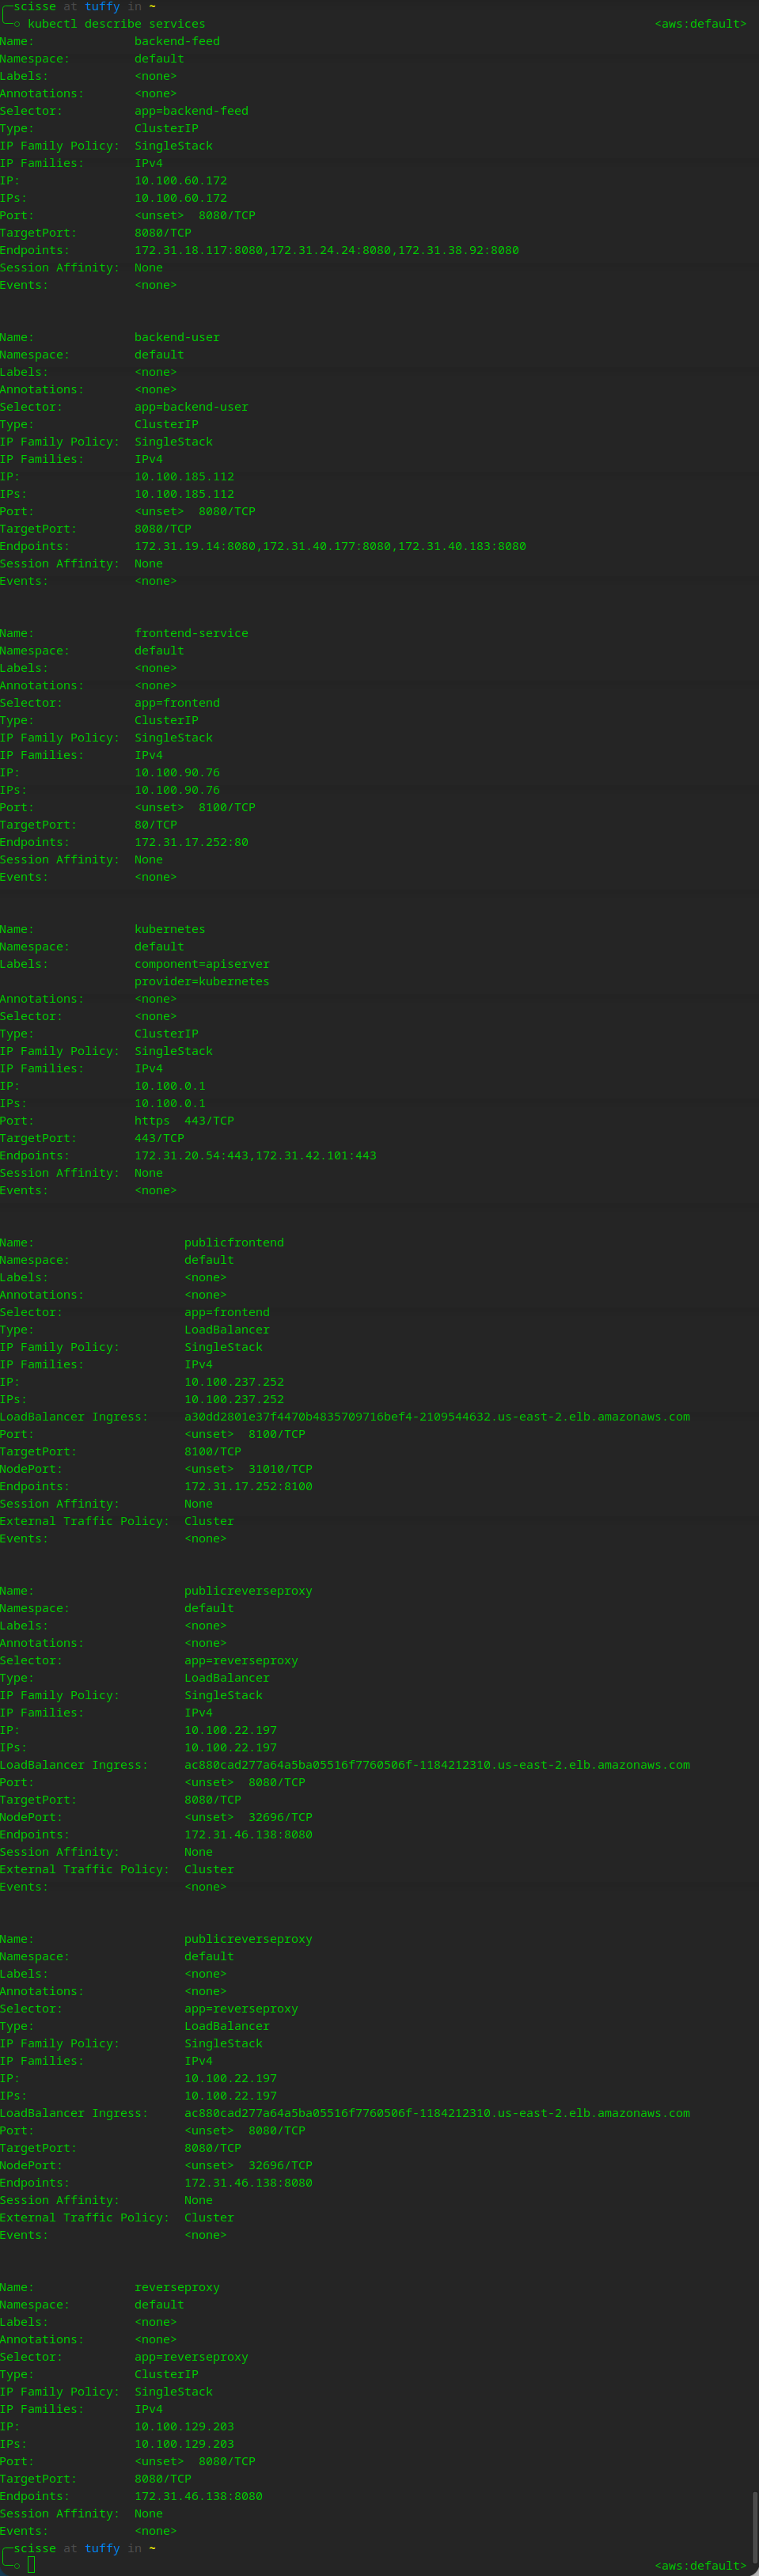 scisse at tuffy in ~
kubectl describe services <aws:default>
Name: backend-feed
Namespace: default
Labels: <none>
Annotations: <none>
Selector: app=backend-feed
Type: ClusterIP
IP Family Policy: SingleStack
IP Families: IPv4
IP: 10.100.60.172
IPs: 10.100.60.172
Port: <unset> 8080/TCP
TargetPort: 8080/TCP
Endpoints: 172.31.18.117:8080,172.31.24.24:8080,172.31.38.92:8080
Session Affinity: None
Events: <none>
Name: backend-user
Namespace: default
Labels: <none>
Annotations: <none>
Selector: app=backend-user
Type: ClusterIP
IP Family Policy: SingleStack
IP Families: IPv4
IP: 10.100.185.112
IPs: 10.100.185.112
Port: <unset> 8080/TCP
TargetPort: 8080/TCP
Endpoints: 172.31.19.14:8080,172.31.40.177:8080,172.31.40.183:8080
Session Affinity: None
Events: <none>
Name: frontend-service
Namespace: default
Labels: <none>
Annotations: <none>
Selector: app=frontend
Type: ClusterIP
IP Family Policy: SingleStack
IP Families: IPv4
IP: 10.100.90.76
IPs: 10.100.90.76
Port: <unset> 8100/TCP
TargetPort: 80/TCP
Endpoints: 172.31.17.252:80
Session Affinity: None
Events: <none>
Name: kubernetes
Namespace: default
Labels: component=apiserver
provider=kubernetes
Annotations: <none>
Selector: <none>
Type: ClusterIP
IP Family Policy: SingleStack
IP Families: IPv4
IP: 10.100.0.1
IPs: 10.100.0.1
Port: https 443/TCP
TargetPort: 443/TCP
Endpoints: 172.31.20.54:443,172.31.42.101:443
Session Affinity: None
Events: <none>
Name: publicfrontend
Namespace: default
Labels: <none>
Annotations: <none>
Selector: app=frontend
Type: LoadBalancer
IP Family Policy: SingleStack
IP Families: IPv4
IP: 10.100.237.252
IPs: 10.100.237.252
LoadBalancer Ingress: a30dd2801e37f4470b4835709716bef4-2109544632.us-east-2.elb.amazonaws.com
Port: <unset> 8100/TCP
TargetPort: 8100/TCP
NodePort: <unset> 31010/TCP
Endpoints: 172.31.17.252:8100
Session Affinity: None
External Traffic Policy: Cluster
Events: <none>
Name: publicreverseproxy
Namespace: default
Labels: <none>
Annotations: <none>
Selector: app=reverseproxy
Type: LoadBalancer
IP Family Policy: SingleStack
IP Families: IPv4
IP: 10.100.22.197
IPs: 10.100.22.197
LoadBalancer Ingress: ac880cad277a64a5ba05516f7760506f-1184212310.us-east-2.elb.amazonaws.com
Port: <unset> 8080/TCP
TargetPort: 8080/TCP
NodePort: <unset> 32696/TCP
Endpoints: 172.31.46.138:8080
Session Affinity: None
External Traffic Policy: Cluster
Events: <none>
Name: publicreverseproxy
Namespace: default
Labels: <none>
Annotations: <none>
Selector: app=reverseproxy
Type: LoadBalancer
IP Family Policy: SingleStack
IP Families: IPv4
IP: 10.100.22.197
IPs: 10.100.22.197
LoadBalancer Ingress: ac880cad277a64a5ba05516f7760506f-1184212310.us-east-2.elb.amazonaws.com
Port: <unset> 8080/TCP
TargetPort: 8080/TCP
NodePort: <unset> 32696/TCP
Endpoints: 172.31.46.138:8080
Session Affinity: None
External Traffic Policy: Cluster
Events: <none>
Name: reverseproxy
Namespace: default
Labels: <none>
Annotations: <none>
Selector: app=reverseproxy
Type: ClusterIP
IP Family Policy: SingleStack
IP Families: IPv4
IP: 10.100.129.203
IPs: 10.100.129.203
Port: <unset> 8080/TCP
TargetPort: 8080/TCP
Endpoints: 172.31.46.138:8080
Session Affinity: None
Events: <none>
scisse at tuffy in ~
<aws:default>